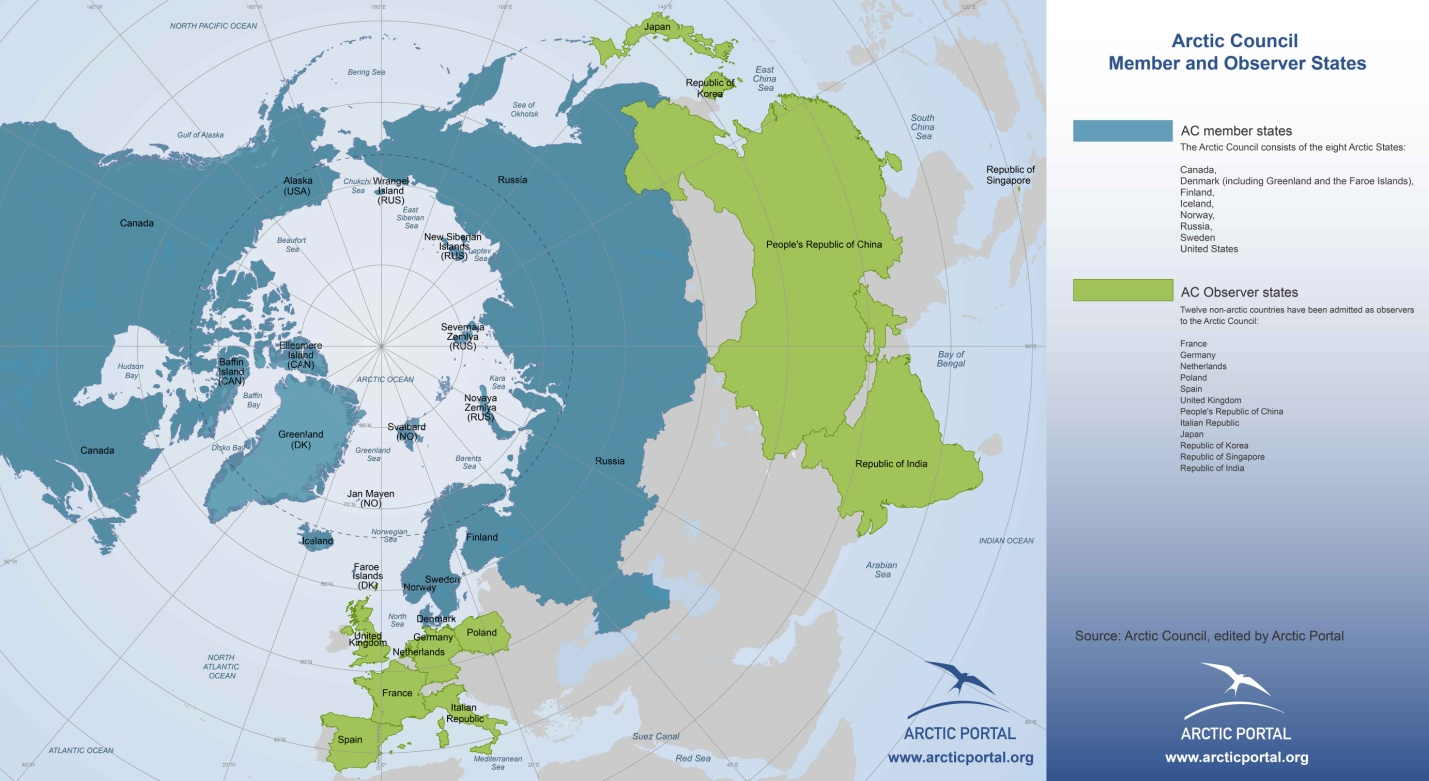 140°W
180°W
160°E
140°E
120°E
NORTH PACIFIC OCEAN
Japan
Bering Sea
East
China
Sea
Republic of
Korea
Sea of
Okhotsk
Gulf of Alaska
South
China
Sea
Republic of
Singapore
Alaska
(USA)
Chukchi
Sea
Wrangel
Island
(RUS)
Russia
East
Siberian
Sea
Canada
Beaufort
Sea
New Siberian
Islands
(RUS)
Laptev
Sea
People's Republic of China
Severnaja
Zemlya
(RUS)
Ellesmere
Island
(CAN)
Baffin
Island
(CAN)
Hudson
Bay
Baffin
Bay
ARCTIC OCEAN
Kara
Sea
Novaya
Zemlya
(RUS)
Bay of
Bengal
Greenland
(DK)
Svalbard
(NO)
Disko Bay
Greenland
Sea
Barents
Sea
Canada
Russia
Republic of India
Jan Mayen
(NO)
Iceland
Norwegian
Sea
Finland
INDIAN OCEAN
Arabian
Sea
Faroe
Islands
(DK)
Sweden
Norway
North
Sea
Denmark
United
Kingdom
Germany
Poland
Netherlands
NORTH
ATLANTIC
OCEAN
France
Italian
Republic
Spain
ATLANTIC OCEAN
Mediterranean
Sea
Suez Canal
Red Sea
ARCTIC PORTAL
www.arcticportal.org
Arctic Council
Member and Observer States
AC member states
The Arctic Council consists of the eight Arctic States:
Canada,
Denmark (including Greenland and the Faroe Islands),
Finland,
Iceland,
Norway,
Russia,
Sweden
United States
AC Observer states
Twelve non-arctic countries have been admitted as observers
to the Arctic Council:
France
Germany
Netherlands
Poland
Spain
United Kingdom
People's Republic of China
Italian Republic
Japan
Republic of Korea
Republic of Singapore
Republic of India
Source: Arctic Council, edited by Arctic Portal
ARCTIC PORTAL
www.arcticportal.org